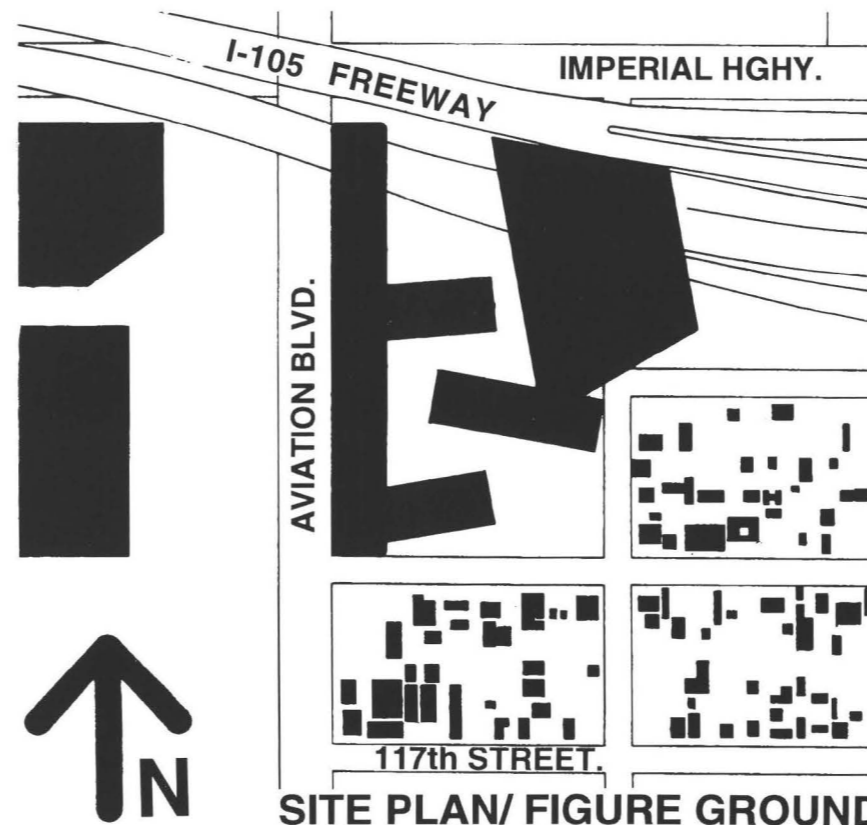 I-105 FREEWAY
IMPERIAL HGHY.
AVIATION BLVD.
117th STREET.
N
SITE PLAN/ FIGURE GROUND